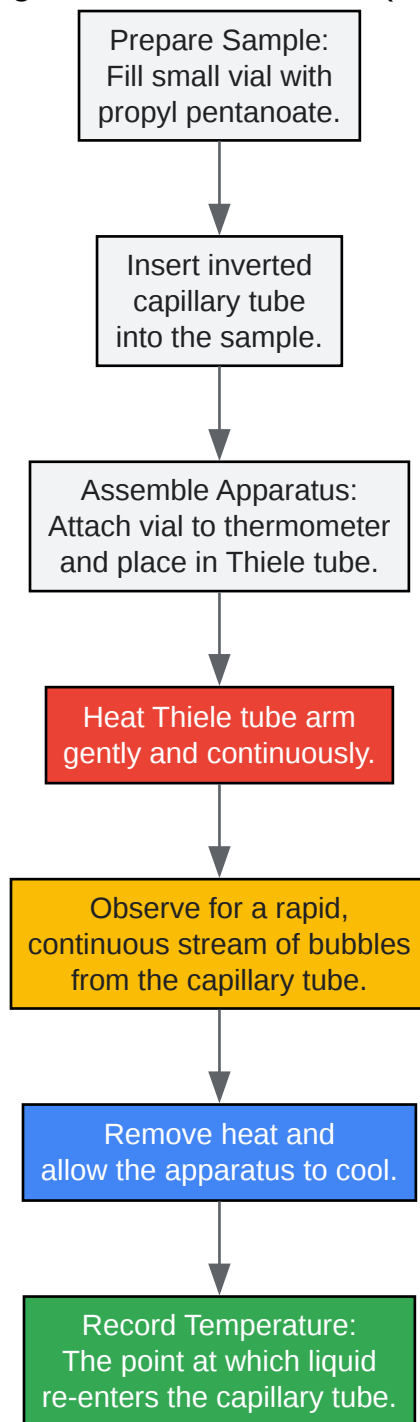 Prepare Sample:
Fill small vial with
propyl pentanoate.
Insert inverted
capillary tube
into the sample.
Assemble Apparatus:
Attach vial to thermometer
and place in Thiele tube.
Heat Thiele tube arm
gently and continuously.
Observe for a rapid,
continuous stream of bubbles
from the capillary tube.
Remove heat and
allow the apparatus to cool.
Record Temperature:
The point at which liquid
re-enters the capillary tube.